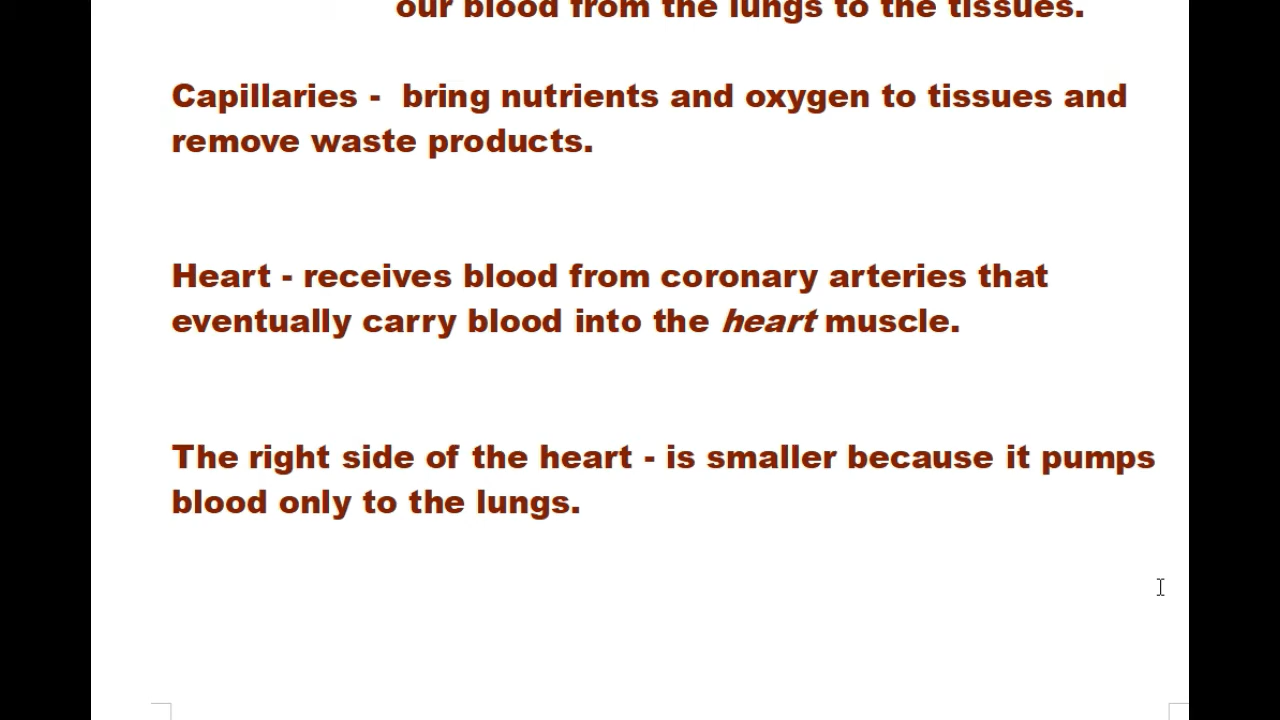 our blood from the lungs to the tissues.
Capillaries -  bring nutrients and oxygen to tissues and
remove waste products.
Heart - receives blood from coronary arteries that
eventually carry blood into the heart muscle.
The right side of the heart - is smaller because it pumps
blood only to the lungs.